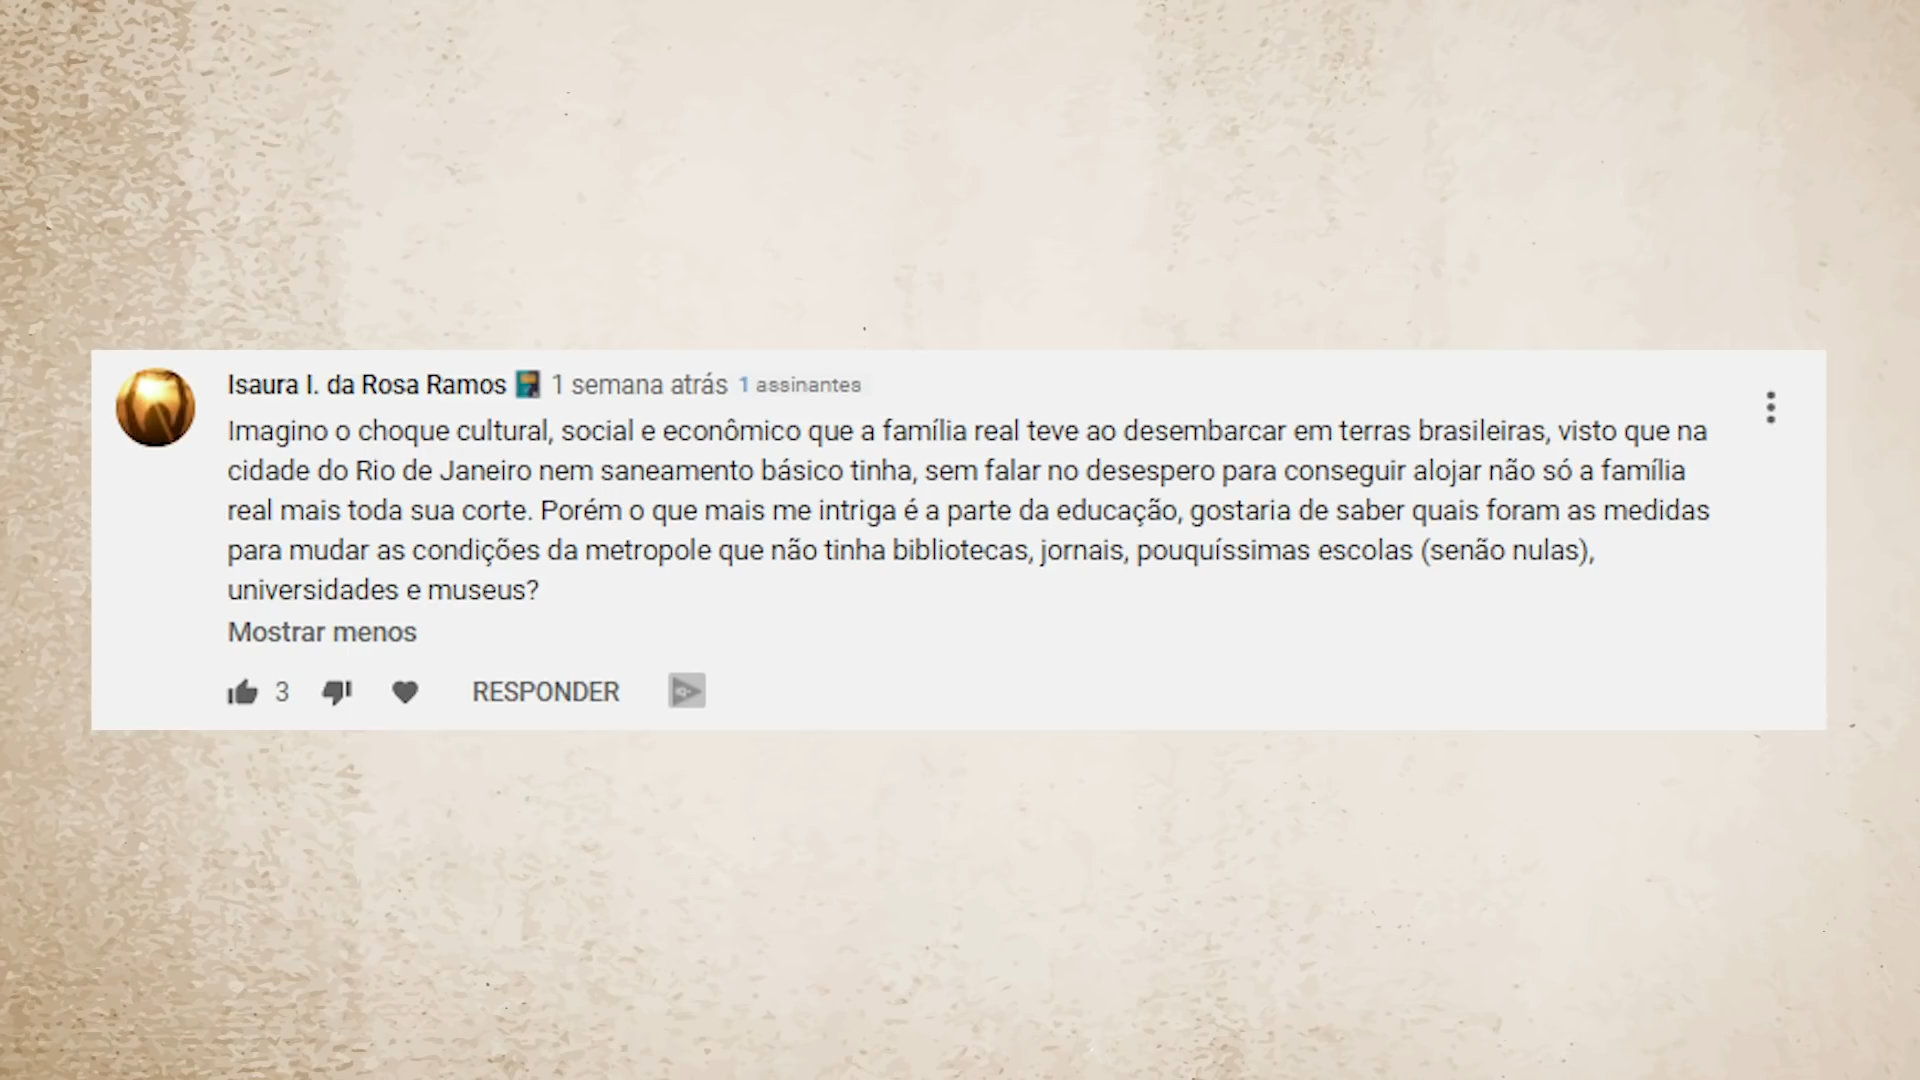 Isaura I. da Rosa Ramos 1 semana atrás 1 assinantes
Imagino o choque cultural, social e econômico que a família real teve ao desembarcar em terras brasileiras, visto que na
cidade do Rio de Janeiro nem saneamento básico tinha, sem falar no desespero para conseguir alojar não só a família
real mais toda sua corte. Porém o que mais me intriga é a parte da educação, gostaria de saber quais foram as medidas
para mudar as condições da metropole que não tinha bibliotecas, jornais, pouquíssimas escolas (senão nulas),
universidades e museus?
Mostrar menos
3 RESPONDER